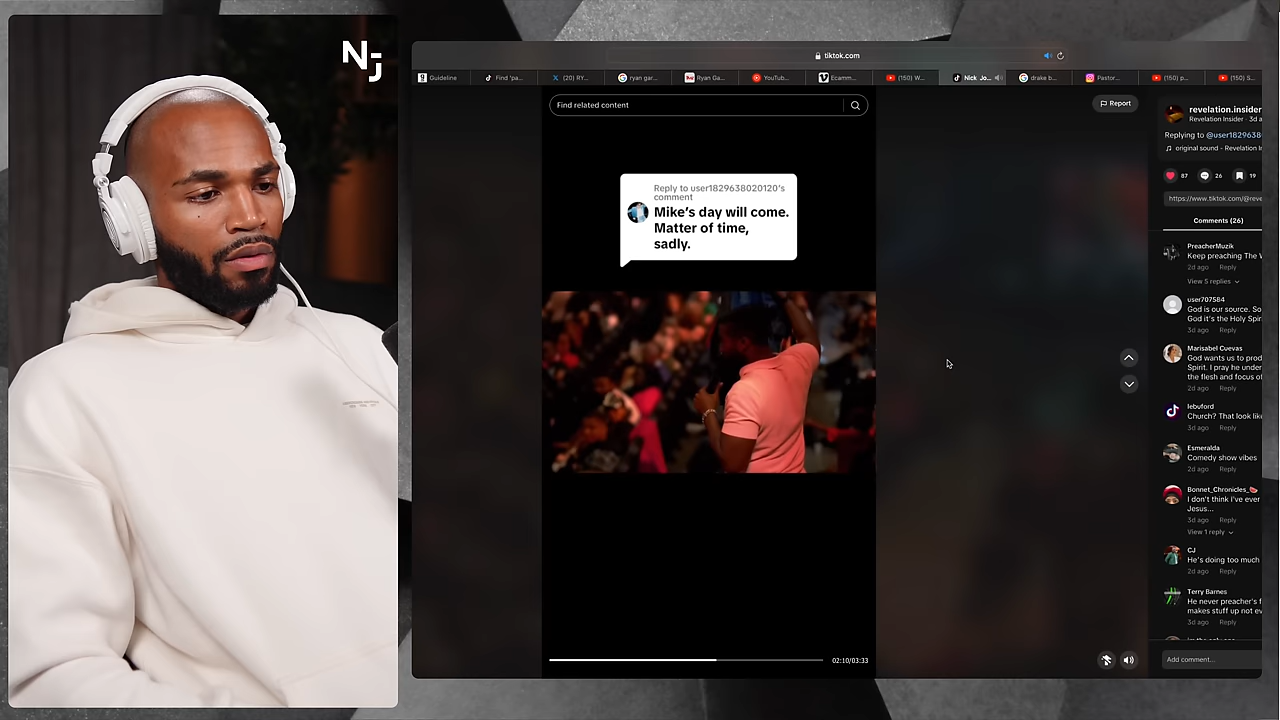 NJ
tiktok.com
Guideline
Find 'pa...
(20) RY...
ryan gar...
Ryan Ga...
YouTub...
Ecamm...
(150) W...
Nick Jo...
drake b...
Pastor...
(150) p...
(150) S...
Find related content
Report
Reply to user1829638020120's
comment
Mike's day will come.
Matter of time,
sadly.
02:10/03:33
revelation.insider
Revelation Insider · 3d a
Replying to @user1829638
original sound - Revelation I
87
26
19
https://www.tiktok.com/@reve
Comments (26)
PreacherMuzik
Keep preaching The W
2d ago Reply
View 5 replies
user707584
God is our source. So
God it's the Holy Spir
3d ago Reply
Marisabel Cuevas
God wants us to prod
Spirit. I pray he under
the flesh and focus of
2d ago Reply
lebuford
Church? That look lik
3d ago Reply
Esmeralda
Comedy show vibes
2d ago Reply
Bonnet_Chronicles_
I don't think I've ever
Jesus...
3d ago Reply
View 1 reply
CJ
He's doing too much
2d ago Reply
Terry Barnes
He never preacher's f
makes stuff up not ev
3d ago Reply
Add comment...